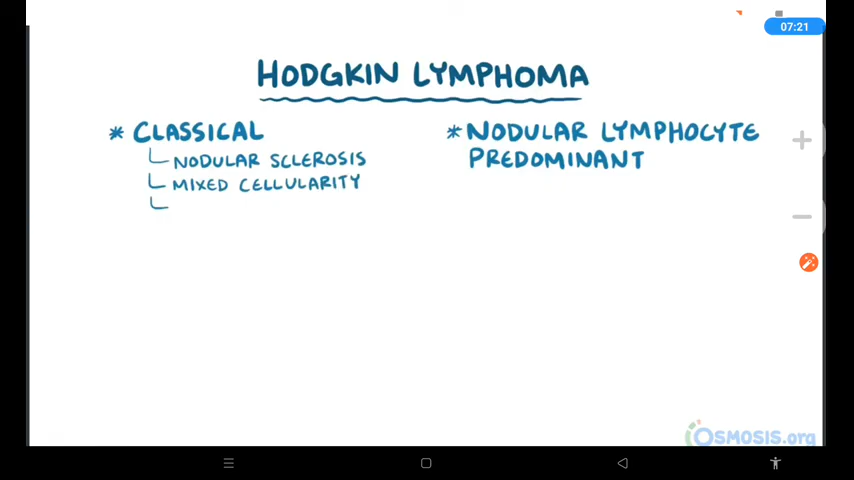 07:21
HODGKIN LYMPHOMA
* CLASSICAL
NODULAR SCLEROSIS
MIXED CELLULARITY
* NODULAR LYMPHOCYTE
PREDOMINANT
OSMOSIS.org